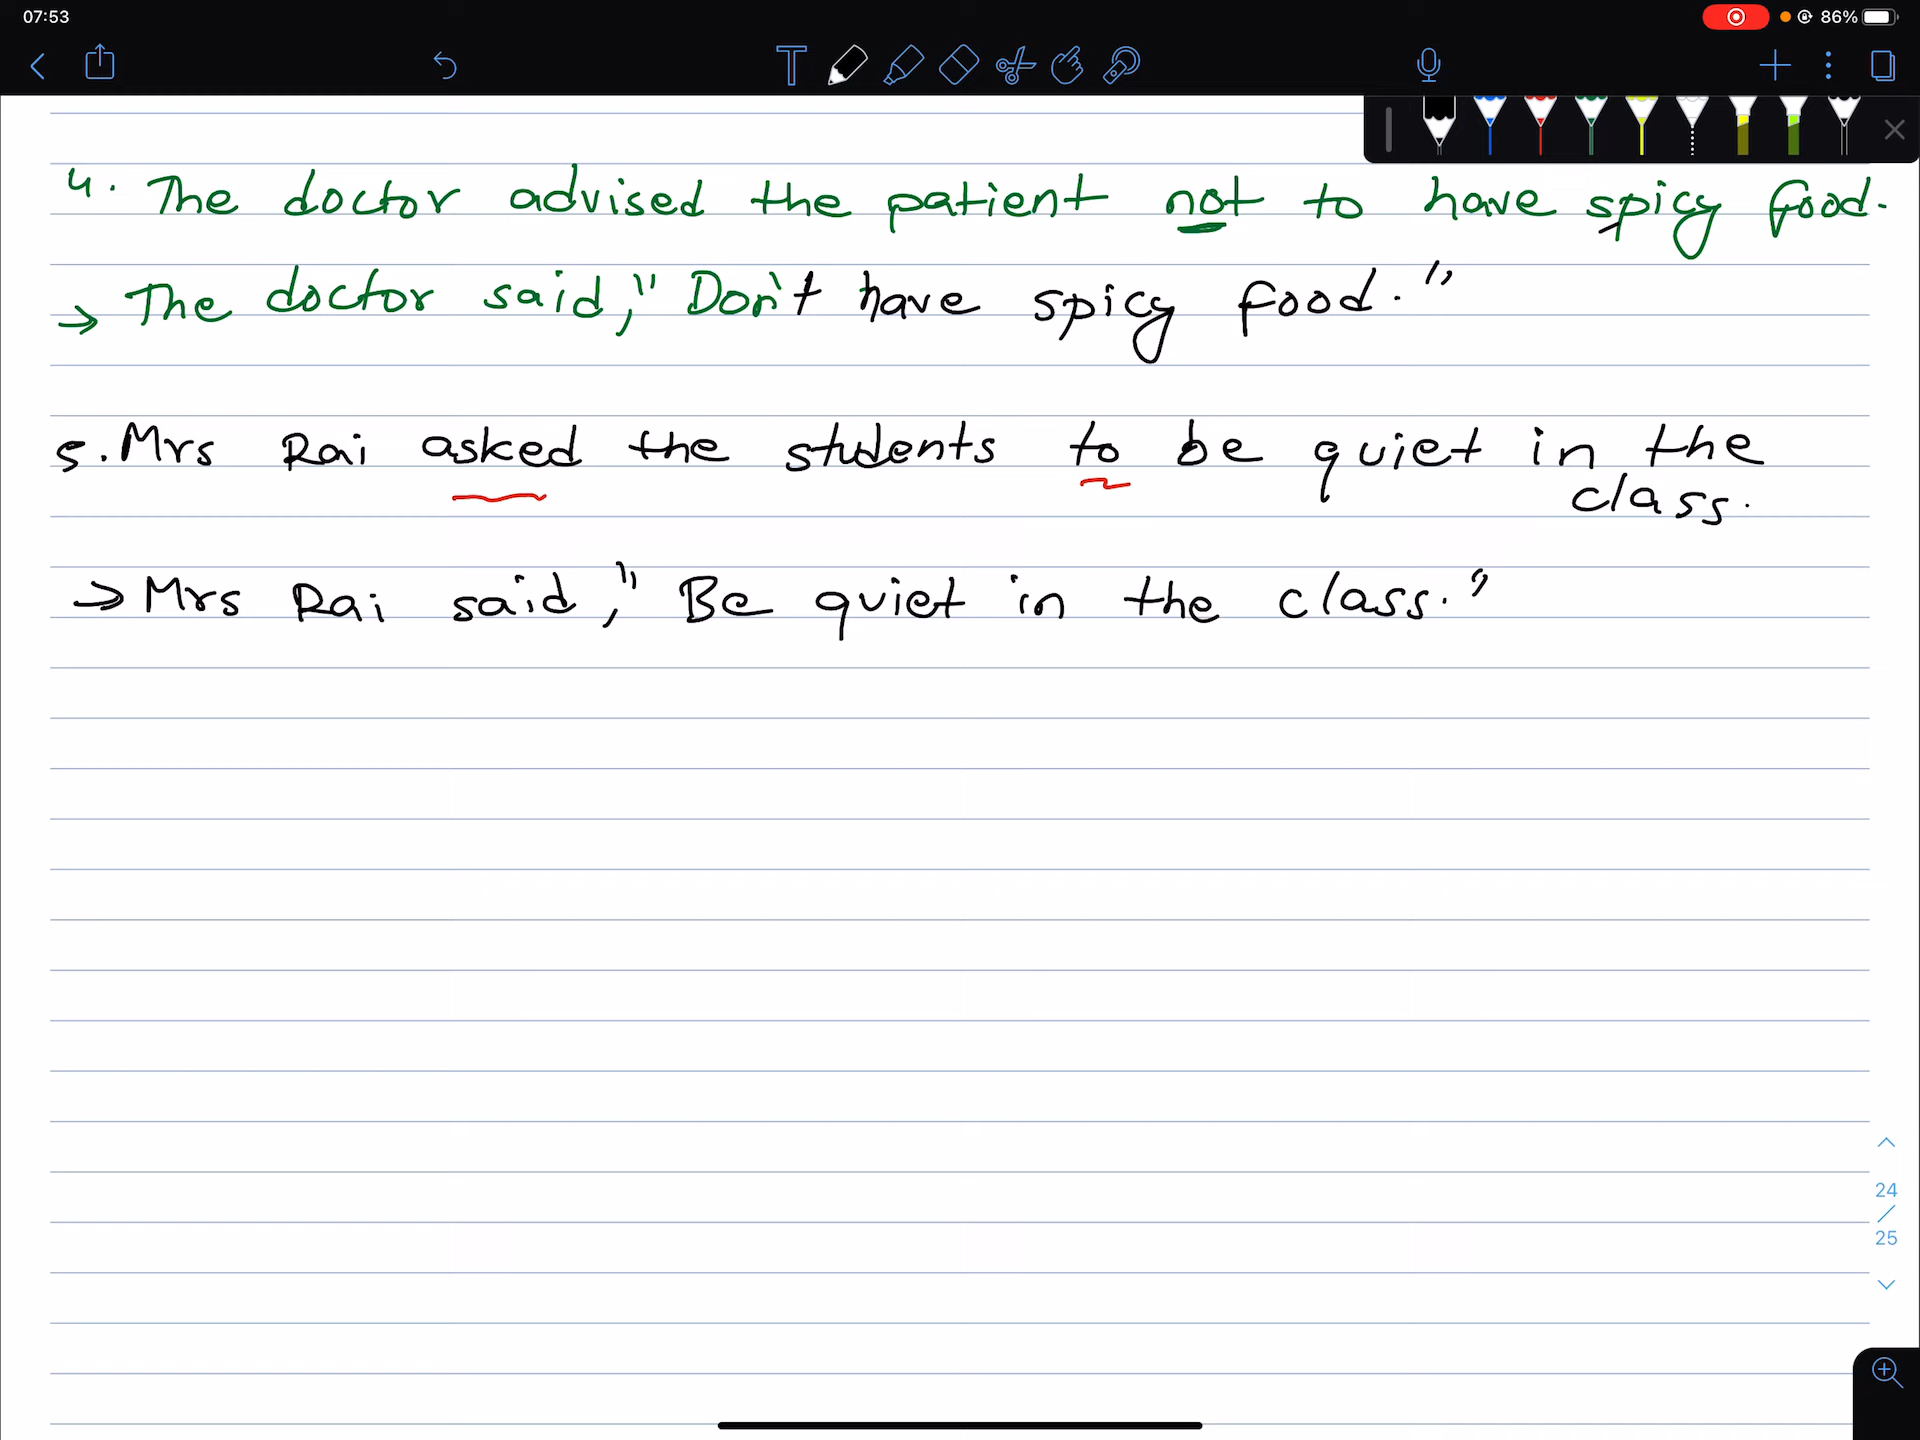 07:53
86%
4. The doctor advised the patient not to have spicy food.
→ The doctor said, "Don't have spicy food."
5. Mrs Rai asked the students to be quiet in the
class.
→ Mrs Rai said, "Be quiet in the class."
24
/
25